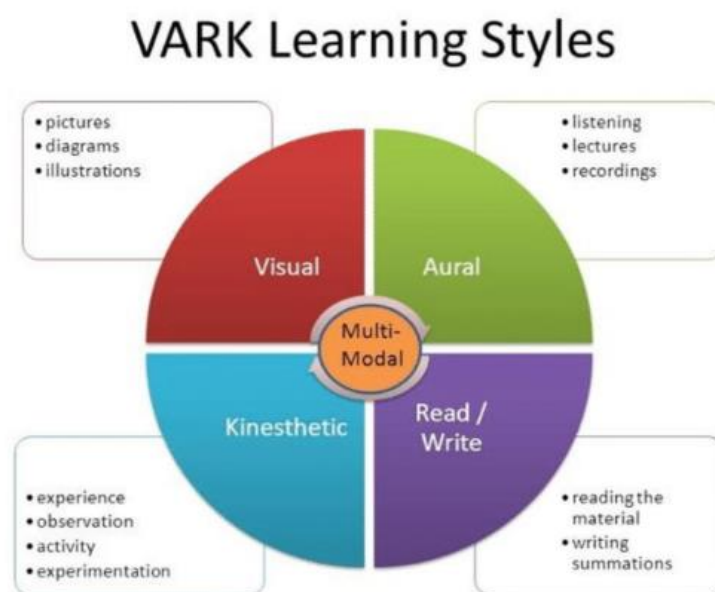 VARK Learning Styles
• pictures
• diagrams
• illustrations
• listening
• lectures
• recordings
Visual
Aural
Multi-
Modal
Kinesthetic
Read /
Write
• experience
• observation
• activity
• experimentation
• reading the
material
• writing
summations